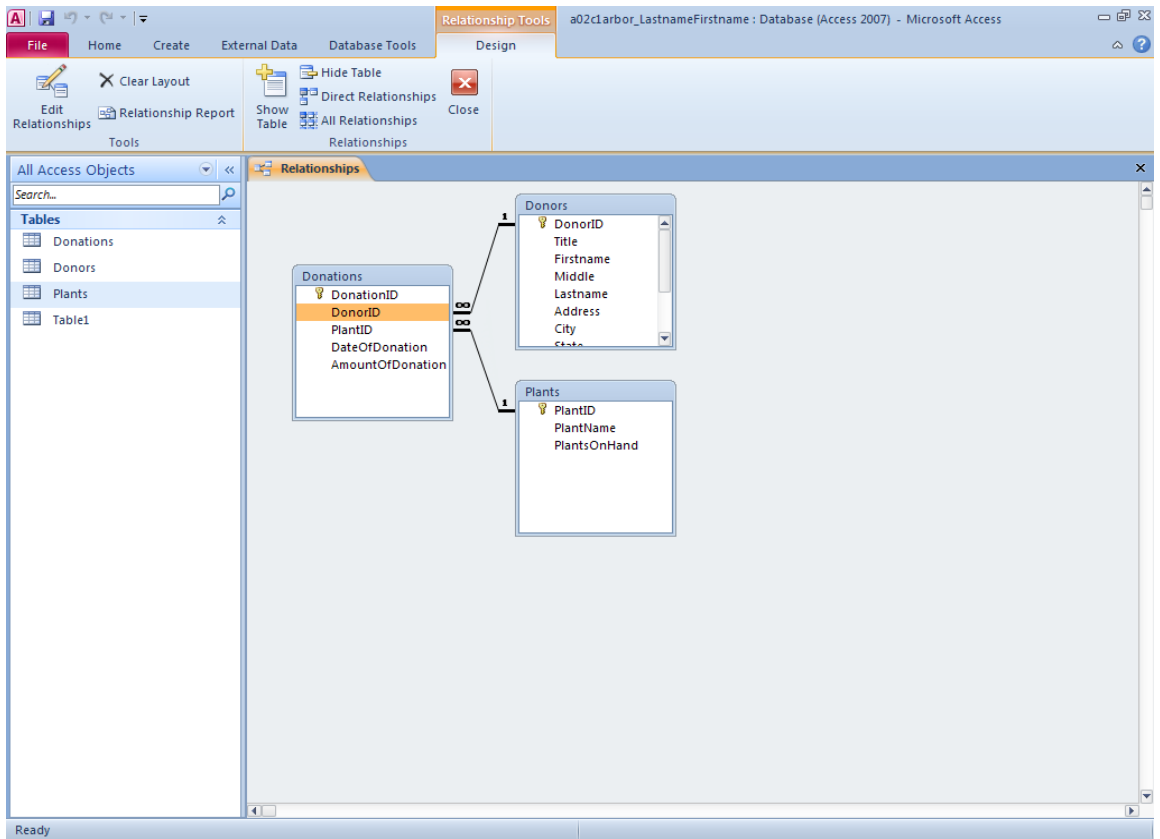 Relationship Tools
a02c1arbor_LastnameFirstname : Database (Access 2007) - Microsoft Access
File Home Create External Data Database Tools Design
Edit Relationships
Clear Layout
Relationship Report
Tools
Show Table
Hide Table
Direct Relationships
All Relationships
Relationships
Close
All Access Objects
Search...
Tables
Donations
Donors
Plants
Table1
Relationships
Donations
DonationID
DonorID
PlantID
DateOfDonation
AmountOfDonation
1
∞
∞
1
Donors
DonorID
Title
Firstname
Middle
Lastname
Address
City
State
Plants
PlantID
PlantName
PlantsOnHand
Ready